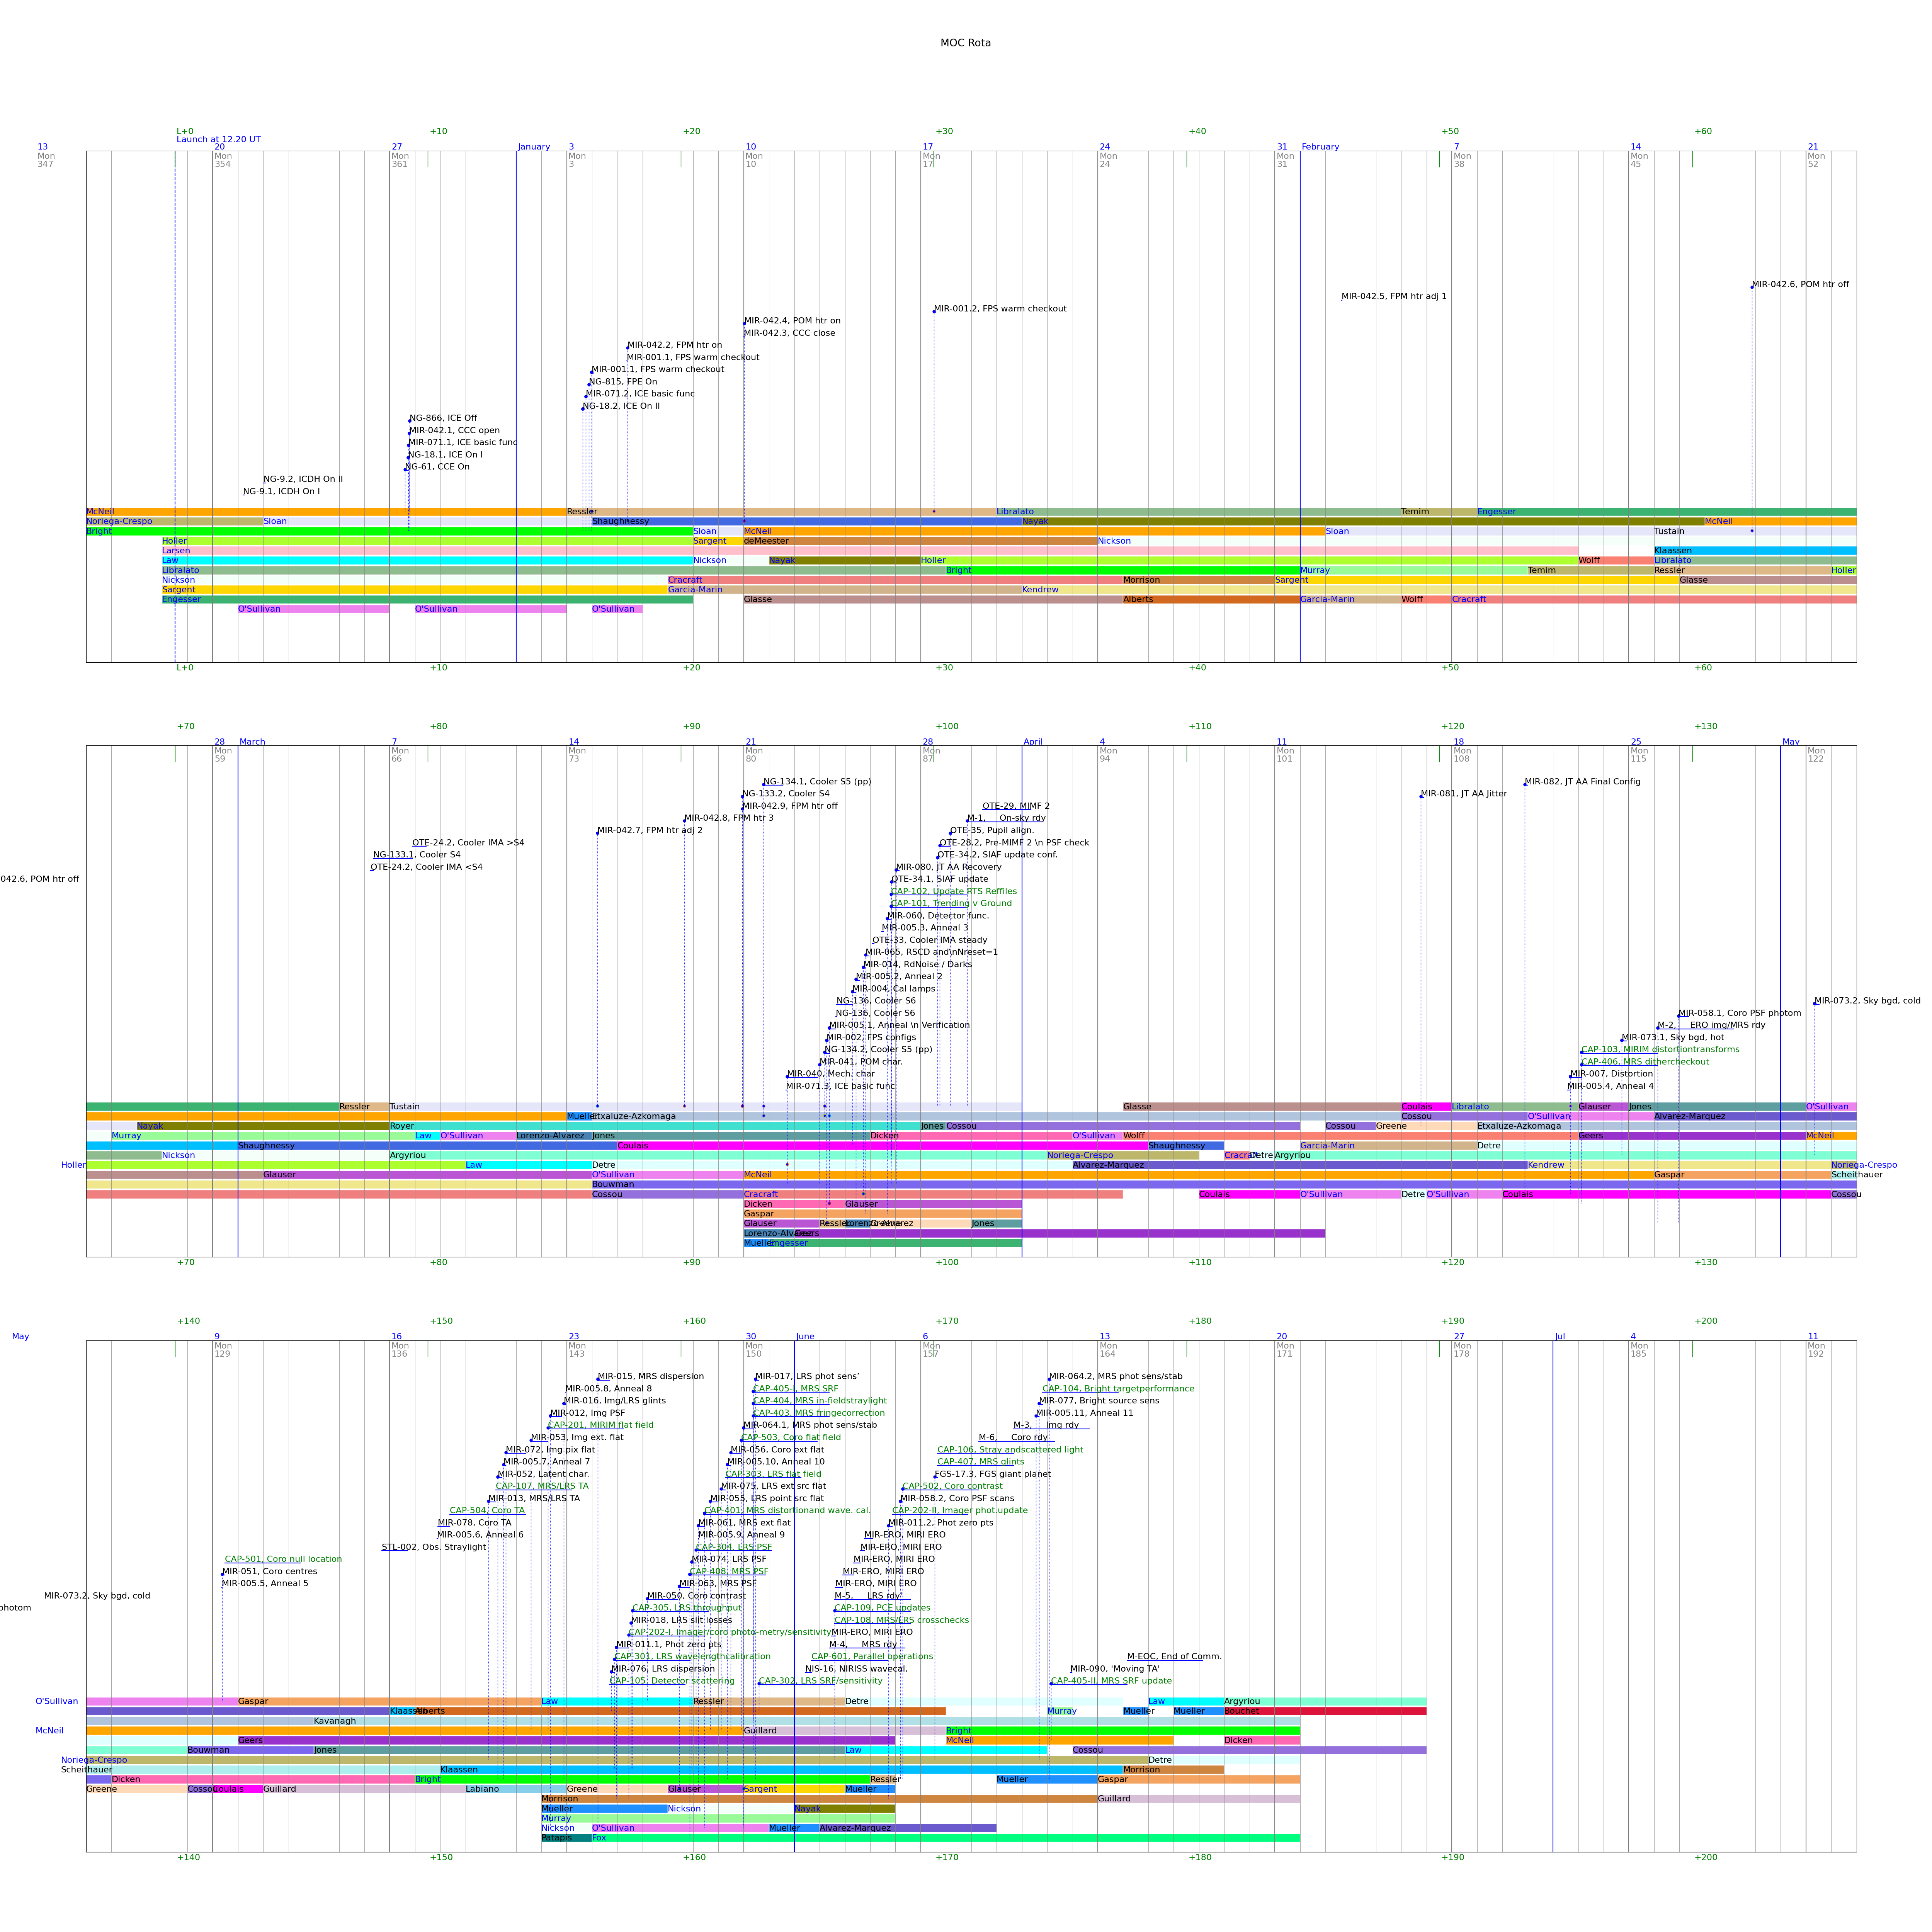 MOC Rota
L+0 +10 +20 +30 +40 +50 +60
Launch at 12.20 UT
13 20 27 January 3 10 17 24 31 February 7 14 21
Mon Mon Mon Mon Mon Mon Mon Mon Mon Mon Mon
347 354 361 3 10 17 24 31 38 45 52
MIR-042.6, POM htr off
MIR-042.5, FPM htr adj 1
MIR-001.2, FPS warm checkout
MIR-042.4, POM htr on
MIR-042.3, CCC close
MIR-042.2, FPM htr on
MIR-001.1, FPS warm checkout
MIR-001.1, FPS warm checkout
NG-815, FPE On
MIR-071.2, ICE basic func
NG-18.2, ICE On II
NG-866, ICE Off
MIR-042.1, CCC open
MIR-071.1, ICE basic func
NG-18.1, ICE On I
NG-61, CCE On
NG-9.2, ICDH On II
NG-9.1, ICDH On I
McNeil Ressler Libralato Temim Engesser
Noriega-Crespo Sloan Shaughnessy Nayak McNeil
Bright Sloan McNeil Sloan Tustain
Holler Sargent deMeester Nickson
Larsen Klaassen
Law Nickson Nayak Holler Wolff Libralato
Libralato Bright Murray Temim Ressler Holler
Nickson Cracraft Morrison Sargent Glasse
Sargent Garcia-Marin Kendrew
Engesser Glasse Alberts Garcia-Marin Wolff Cracraft
O'Sullivan O'Sullivan O'Sullivan
L+0 +10 +20 +30 +40 +50 +60
+70 +80 +90 +100 +110 +120 +130
28 March 7 14 21 28 April 4 11 18 25 May
Mon Mon Mon Mon Mon Mon Mon Mon Mon Mon
59 66 73 80 87 94 101 108 115 122
NG-134.1, Cooler S5 (pp) MIR-082, JT AA Final Config
NG-133.2, Cooler S4 MIR-081, JT AA Jitter
MIR-042.9, FPM htr off OTE-29, MIMF 2
MIR-042.8, FPM htr 3 M-1, On-sky rdy
MIR-042.7, FPM htr adj 2 OTE-35, Pupil align.
OTE-24.2, Cooler IMA >S4 OTE-28.2, Pre-MIMF 2 \n PSF check
NG-133.1, Cooler S4 OTE-34.2, SIAF update conf.
OTE-24.2, Cooler IMA <S4 MIR-080, JT AA Recovery
042.6, POM htr off OTE-34.1, SIAF update
CAP-102, Update RTS Reffiles
CAP-101, Trending v Ground
MIR-060, Detector func.
MIR-005.3, Anneal 3
OTE-33, Cooler IMA steady
MIR-065, RSCD and\nNreset=1
MIR-014, RdNoise / Darks
MIR-005.2, Anneal 2
MIR-004, Cal lamps
NG-136, Cooler S6 MIR-073.2, Sky bgd, cold
NG-136, Cooler S6 MIR-058.1, Coro PSF photom
MIR-005.1, Anneal \n Verification M-2, ERO img/MRS rdy
MIR-002, FPS configs MIR-073.1, Sky bgd, hot
NG-134.2, Cooler S5 (pp) CAP-103, MIRIM distortiontransforms
MIR-041, POM char. CAP-406, MRS dithercheckout
MIR-040, Mech. char MIR-007, Distortion
MIR-071.3, ICE basic func MIR-005.4, Anneal 4
Ressler Tustain Glasse Coulais Libralato Glauser Jones O'Sullivan
Mueller Etxaluze-Azkomaga Cossou O'Sullivan Alvarez-Marquez
Nayak Royer Jones Cossou Cossou Greene Etxaluze-Azkomaga
Murray Law O'Sullivan Lorenzo-Alvarez Jones Dicken O'Sullivan Wolff Geers McNeil
Shaughnessy Coulais Shaughnessy Garcia-Marin Detre
Nickson Argyriou Noriega-Crespo Cracraft Detre Argyriou
Holler Law Detre Alvarez-Marquez Kendrew Noriega-Crespo
Glauser O'Sullivan McNeil Gaspar Scheithauer
Bouwman
Cossou Cracraft Coulais O'Sullivan Detre O'Sullivan Coulais Cossou
Dicken Glauser
Gaspar
Glauser Ressler Lorenzo-Alvarez Greene Jones
Lorenzo-Alvarez Geers
Mueller Engesser
+70 +80 +90 +100 +110 +120 +130
+140 +150 +160 +170 +180 +190 +200
May 9 16 23 30 June 6 13 20 27 Jul 4 11
Mon Mon Mon Mon Mon Mon Mon Mon Mon Mon
129 136 143 150 157 164 171 178 185 192
MIR-015, MRS dispersion MIR-017, LRS phot sens' MIR-064.2, MRS phot sens/stab
MIR-005.8, Anneal 8 CAP-405-I, MRS SRF CAP-104, Bright targetperformance
MIR-016, Img/LRS glints CAP-404, MRS in-fieldstraylight MIR-077, Bright source sens
MIR-012, Img PSF CAP-403, MRS fringecorrection MIR-005.11, Anneal 11
CAP-201, MIRIM flat field MIR-064.1, MRS phot sens/stab M-3, Img rdy
MIR-053, Img ext. flat CAP-503, Coro flat field M-6, Coro rdy
MIR-072, Img pix flat MIR-056, Coro ext flat CAP-106, Stray andscattered light
MIR-005.7, Anneal 7 MIR-005.10, Anneal 10 CAP-407, MRS glints
MIR-052, Latent char. CAP-303, LRS flat field FGS-17.3, FGS giant planet
CAP-107, MRS/LRS TA MIR-075, LRS ext src flat CAP-502, Coro contrast
MIR-013, MRS/LRS TA MIR-055, LRS point src flat MIR-058.2, Coro PSF scans
CAP-504, Coro TA CAP-401, MRS distortionand wave. cal. CAP-202-II, Imager phot.update
MIR-078, Coro TA MIR-061, MRS ext flat MIR-011.2, Phot zero pts
MIR-005.6, Anneal 6 MIR-005.9, Anneal 9 MIR-ERO, MIRI ERO
STL-002, Obs. Straylight CAP-304, LRS PSF MIR-ERO, MIRI ERO
CAP-501, Coro null location MIR-074, LRS PSF MIR-ERO, MIRI ERO
MIR-051, Coro centres CAP-408, MRS PSF MIR-ERO, MIRI ERO
MIR-005.5, Anneal 5 MIR-063, MRS PSF MIR-ERO, MIRI ERO
MIR-073.2, Sky bgd, cold MIR-050, Coro contrast M-5, LRS rdy'
photom CAP-305, LRS throughput CAP-109, PCE updates
MIR-018, LRS slit losses CAP-108, MRS/LRS crosschecks
CAP-202-I, Imager/coro photo-metry/sensitivity MIR-ERO, MIRI ERO
MIR-011.1, Phot zero pts M-4, MRS rdy
CAP-301, LRS wavelengthcalibration CAP-601, Parallel operations M-EOC, End of Comm.
MIR-076, LRS dispersion NIS-16, NIRISS wavecal. MIR-090, 'Moving TA'
CAP-105, Detector scattering CAP-302, LRS SRF/sensitivity CAP-405-II, MRS SRF update
O'Sullivan Gaspar Law Ressler Detre Law Argyriou
Klaassen Alberts Murray Mueller Mueller Bouchet
Kavanagh
McNeil Guillard Bright
Geers McNeil Dicken
Bouwman Jones Law Cossou
Noriega-Crespo Detre
Scheithauer Klaassen Morrison
Dicken Bright Ressler Mueller Gaspar
Greene Cossou Coulais Guillard Labiano Greene Glauser Sargent Mueller
Morrison Guillard
Mueller Nickson Nayak
Murray
Nickson O'Sullivan Mueller Alvarez-Marquez
Patapis Fox
+140 +150 +160 +170 +180 +190 +200